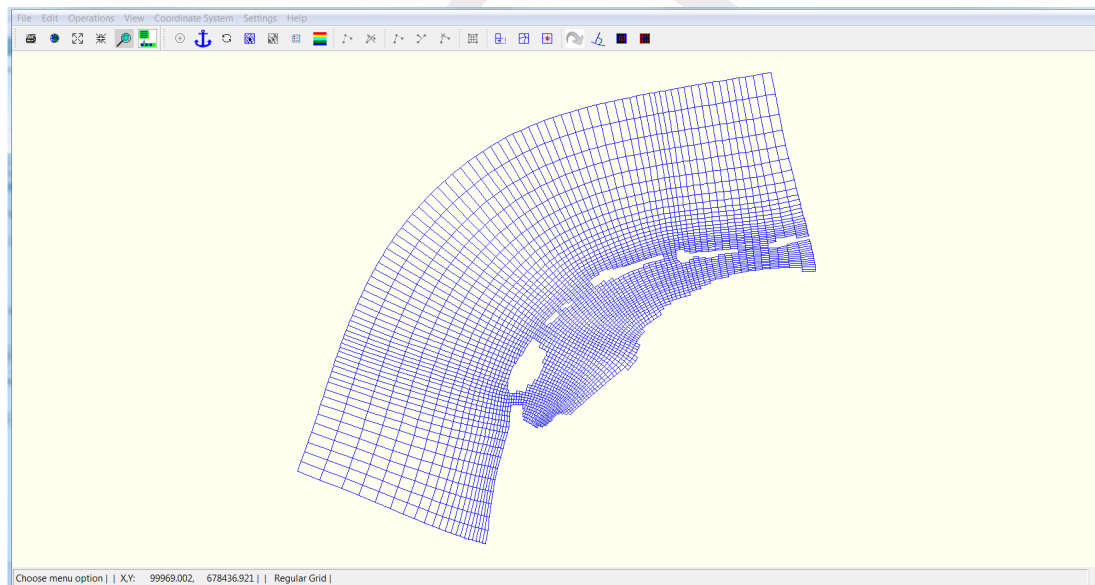 File Edit Operations View Coordinate System Settings Help
Choose menu option | | X,Y: 99969.002, 678436.921 | | Regular Grid |